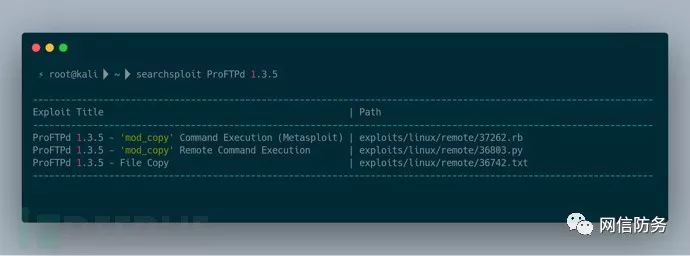 ⚡ root@kali ▶ ~ ▶ searchsploit ProFTPd 1.3.5
---------------------------------------------------------------
Exploit Title | Path
---------------------------------------------------------------
ProFTPd 1.3.5 - 'mod_copy' Command Execution (Metasploit) | exploits/linux/remote/37262.rb
ProFTPd 1.3.5 - 'mod_copy' Remote Command Execution | exploits/linux/remote/36803.py
ProFTPd 1.3.5 - File Copy | exploits/linux/remote/36742.txt
---------------------------------------------------------------
网信防务